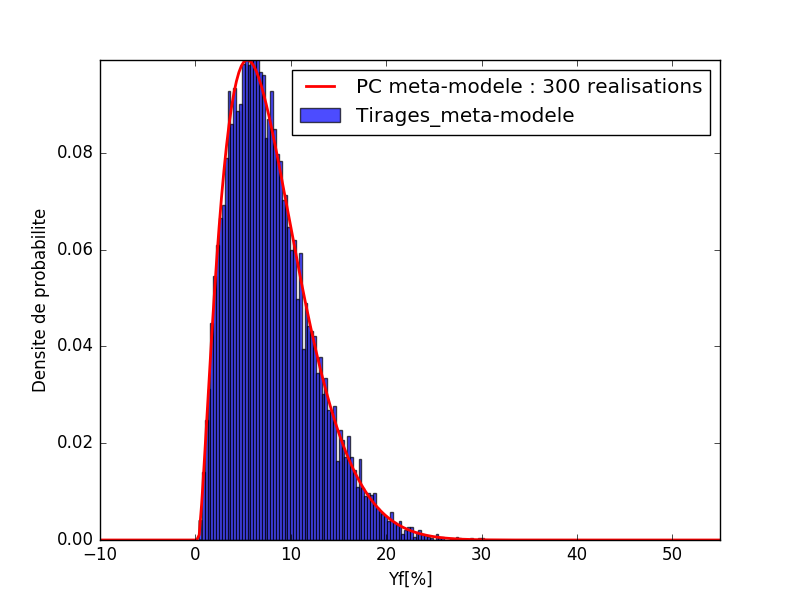 PC meta-modele : 300 realisations
Tirages_meta-modele
Densite de probabilite
0.08
0.06
0.04
0.02
0.00
−10 0 10 20 30 40 50
Yf[%]